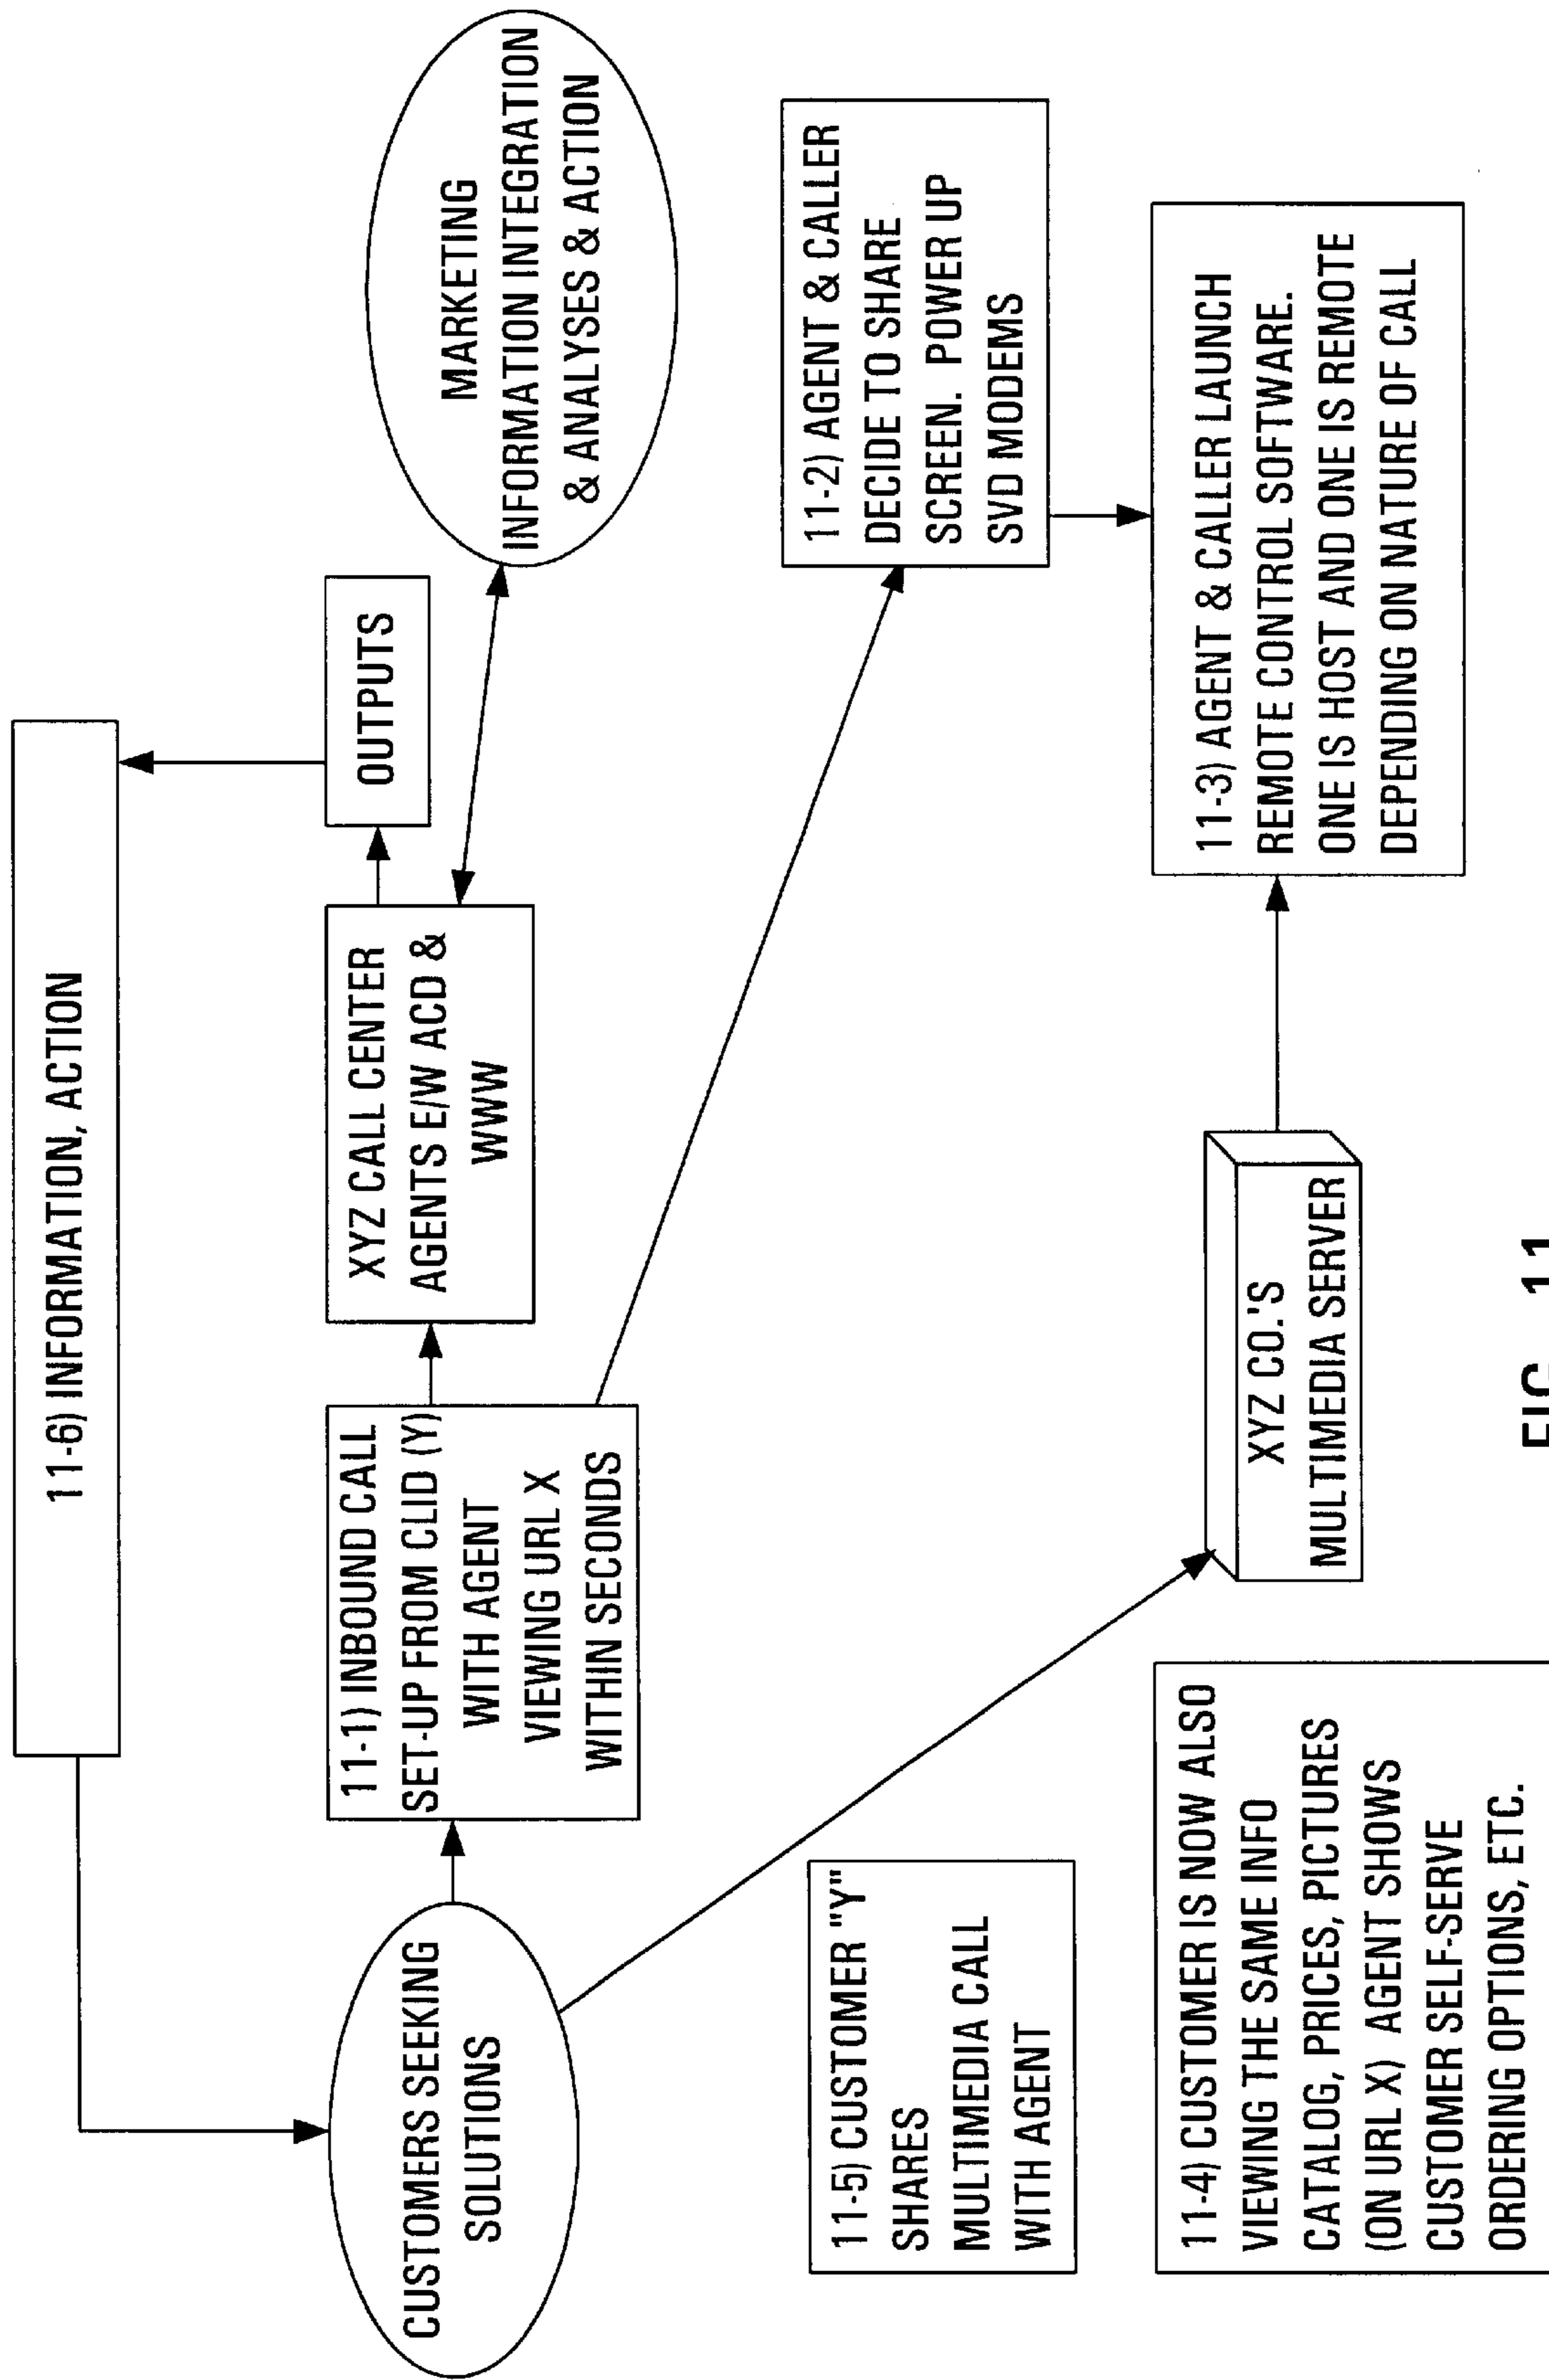 11-6) INFORMATION, ACTION
CUSTOMERS SEEKING
SOLUTIONS
11-1) INBOUND CALL
SET-UP FROM CLID (Y)
WITH AGENT
VIEWING URL X
WITHIN SECONDS
XYZ CALL CENTER
AGENTS E/W ACD &
WWW
OUTPUTS
MARKETING
INFORMATION INTEGRATION
& ANALYSES & ACTION
11-5) CUSTOMER "Y"
SHARES
MULTIMEDIA CALL
WITH AGENT
11-2) AGENT & CALLER
DECIDE TO SHARE
SCREEN. POWER UP
SVD MODEMS
11-4) CUSTOMER IS NOW ALSO
VIEWING THE SAME INFO
CATALOG, PRICES, PICTURES
(ON URL X) AGENT SHOWS
CUSTOMER SELF-SERVE
ORDERING OPTIONS, ETC.
XYZ CO.'S
MULTIMEDIA SERVER
11-3) AGENT & CALLER LAUNCH
REMOTE CONTROL SOFTWARE.
ONE IS HOST AND ONE IS REMOTE
DEPENDING ON NATURE OF CALL
FIG. 11